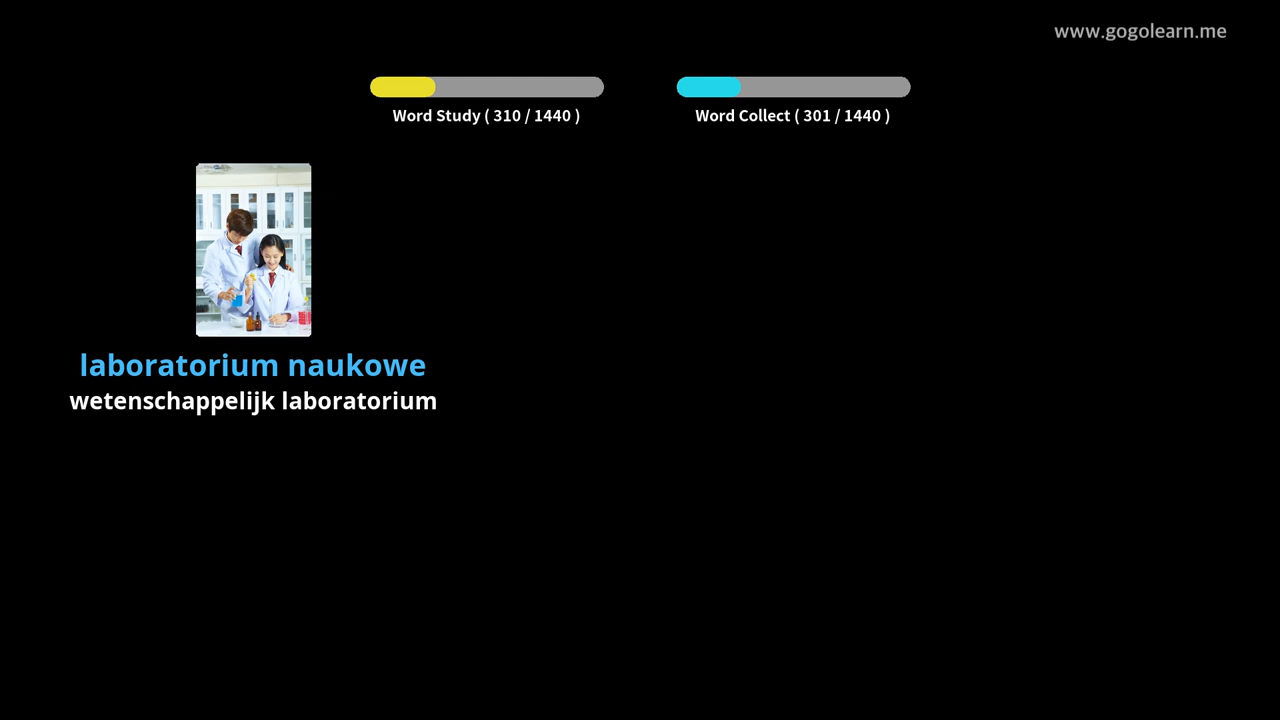 www.gogolearn.me
Word Study ( 310 / 1440 )
Word Collect ( 301 / 1440 )
laboratorium naukowe
wetenschappelijk laboratorium